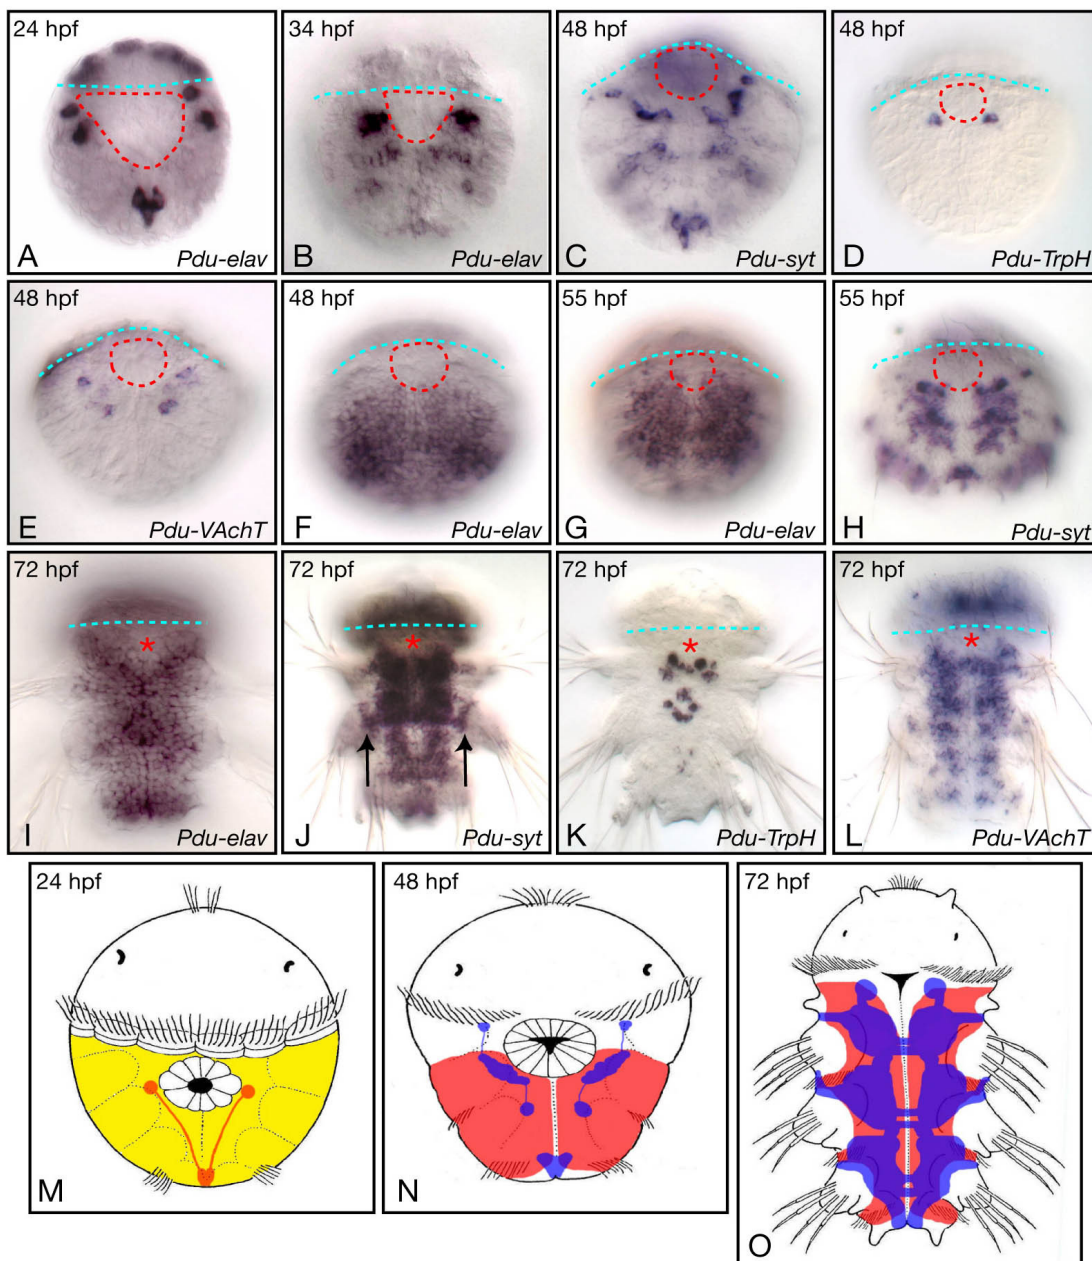 24 hpf
A
Pdu-elav
34 hpf
B
Pdu-elav
48 hpf
C
Pdu-syt
48 hpf
D
Pdu-TrpH
48 hpf
E
Pdu-VAchT
48 hpf
F
Pdu-elav
55 hpf
G
Pdu-elav
55 hpf
H
Pdu-syt
72 hpf
*
I
Pdu-elav
72 hpf
*
J
Pdu-syt
72 hpf
*
K
Pdu-TrpH
72 hpf
*
L
Pdu-VAchT
24 hpf
M
48 hpf
N
72 hpf
O